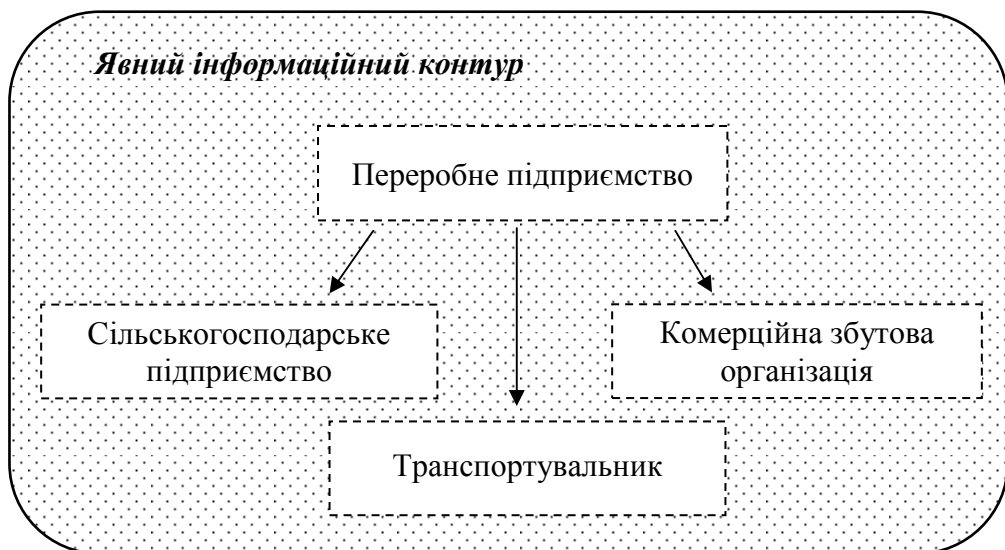 Явний інформаційний контур
Переробне підприємство
Сільськогосподарське
підприємство
Комерційна збутова
організація
Транспортувальник